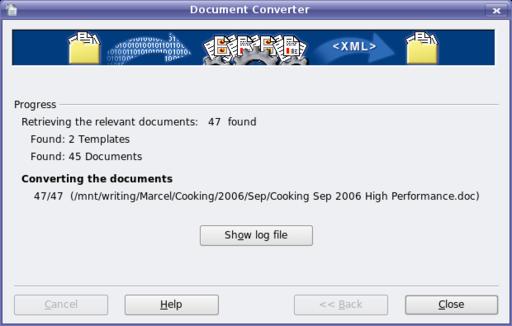 Document Converter
<XML>
Progress
Retrieving the relevant documents: 47 found
Found: 2 Templates
Found: 45 Documents
Converting the documents
47/47 (/mnt/writing/Marcel/Cooking/2006/Sep/Cooking Sep 2006 High Performance.doc)
Show log file
Cancel
Help
<< Back
Close